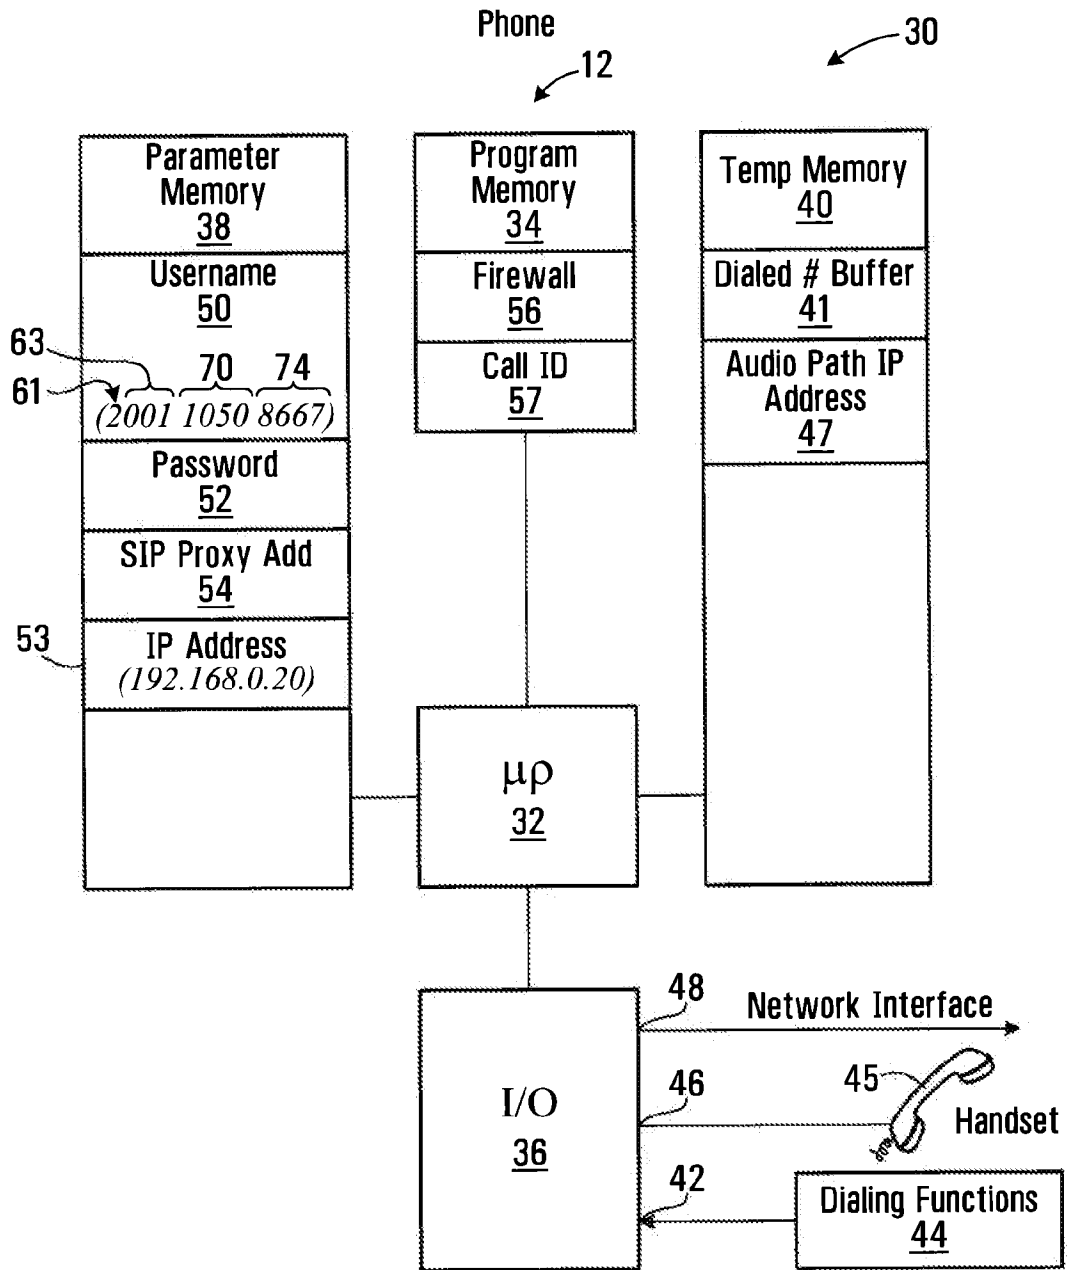 Phone
12
30
Parameter
Memory
38
Username
50
63
61
70
74
(2001 1050 8667)
Password
52
SIP Proxy Add
54
53
IP Address
(192.168.0.20)
Program
Memory
34
Firewall
56
Call ID
57
Temp Memory
40
Dialed # Buffer
41
Audio Path IP
Address
47
μρ
32
I/O
36
48
Network Interface
46
45
Handset
42
Dialing Functions
44